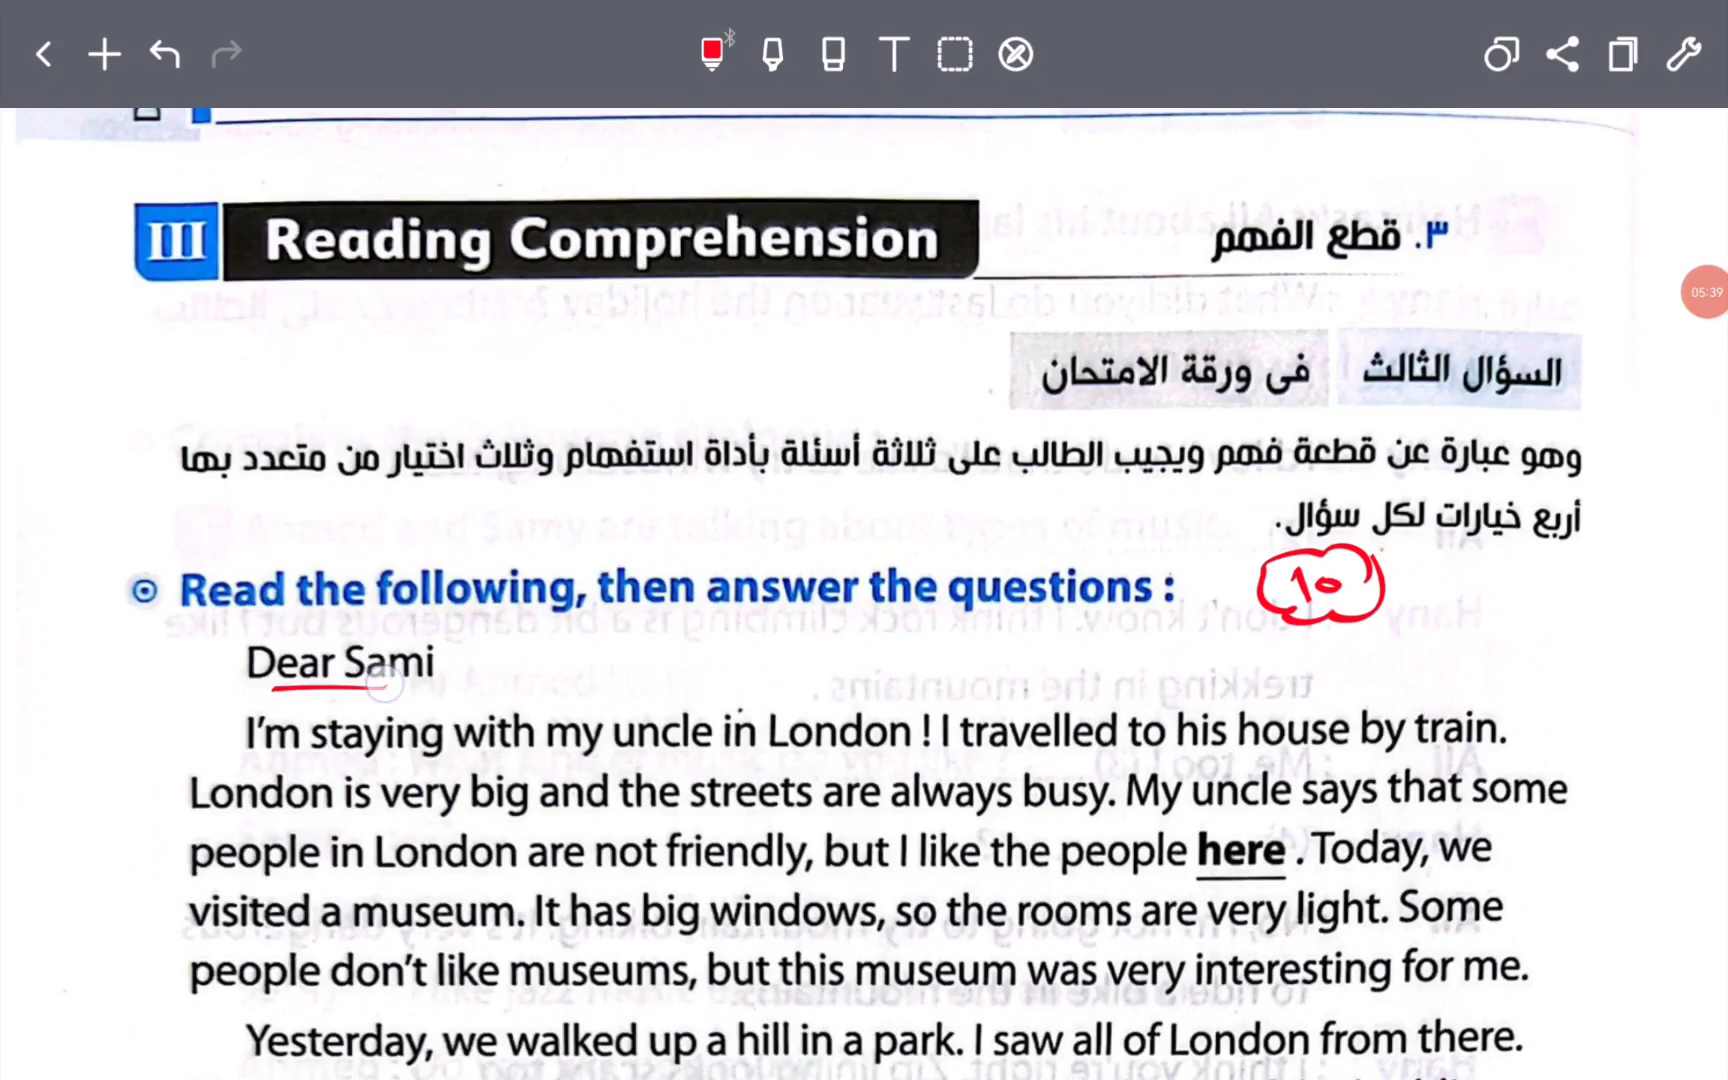 05:39
III Reading Comprehension ٣. قطع الفهم
السؤال الثالث فى ورقة الامتحان
وهو عبارة عن قطعة فهم ويجيب الطالب على ثلاثة أسئلة بأداة استفهام وثلاث اختيار من متعدد بها
أربع خيارات لكل سؤال.
Read the following, then answer the questions :
10
Dear Sami
I'm staying with my uncle in London ! I travelled to his house by train.
London is very big and the streets are always busy. My uncle says that some
people in London are not friendly, but I like the people here . Today, we
visited a museum. It has big windows, so the rooms are very light. Some
people don't like museums, but this museum was very interesting for me.
Yesterday, we walked up a hill in a park. I saw all of London from there.